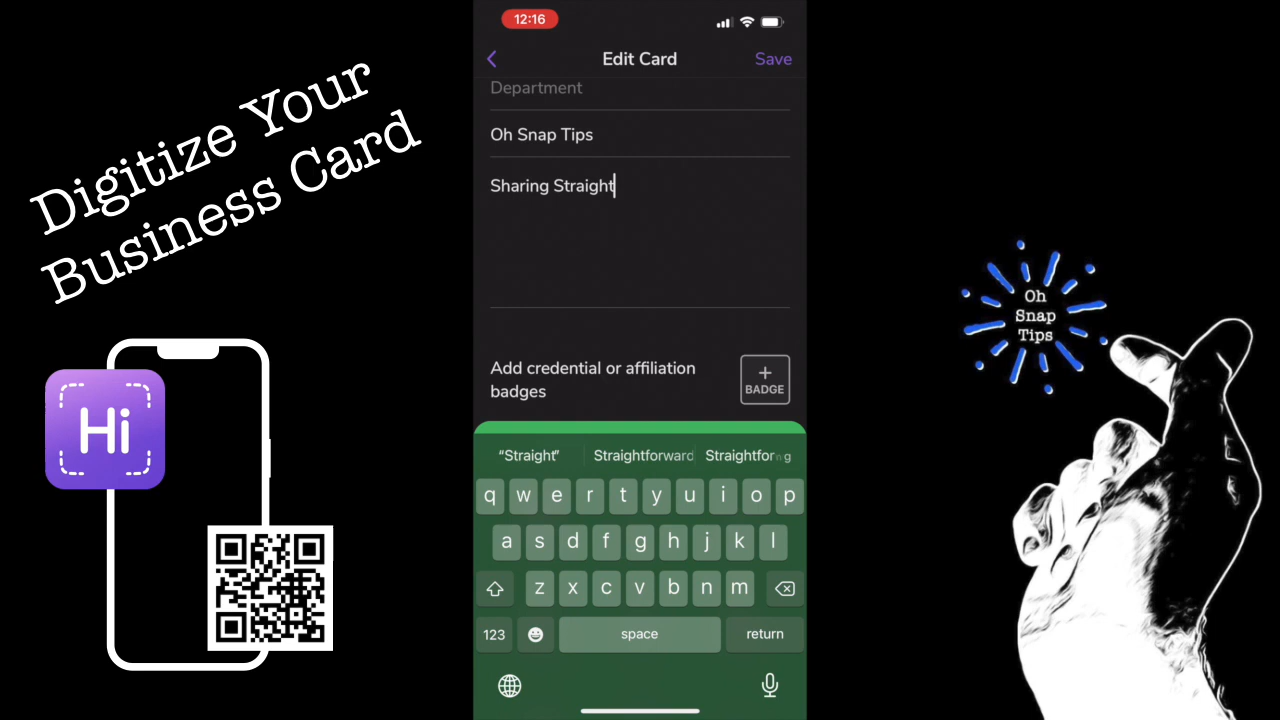 Digitize Your
Business Card
Hi
12:16
Edit Card
Save
Department
Oh Snap Tips
Sharing Straight
Add credential or affiliation
badges
+
BADGE
“Straight” Straightforward
q w e r t y u i o p
a s d f g h j k l
z x c v b n m
123 space return
Oh
Snap
Tips